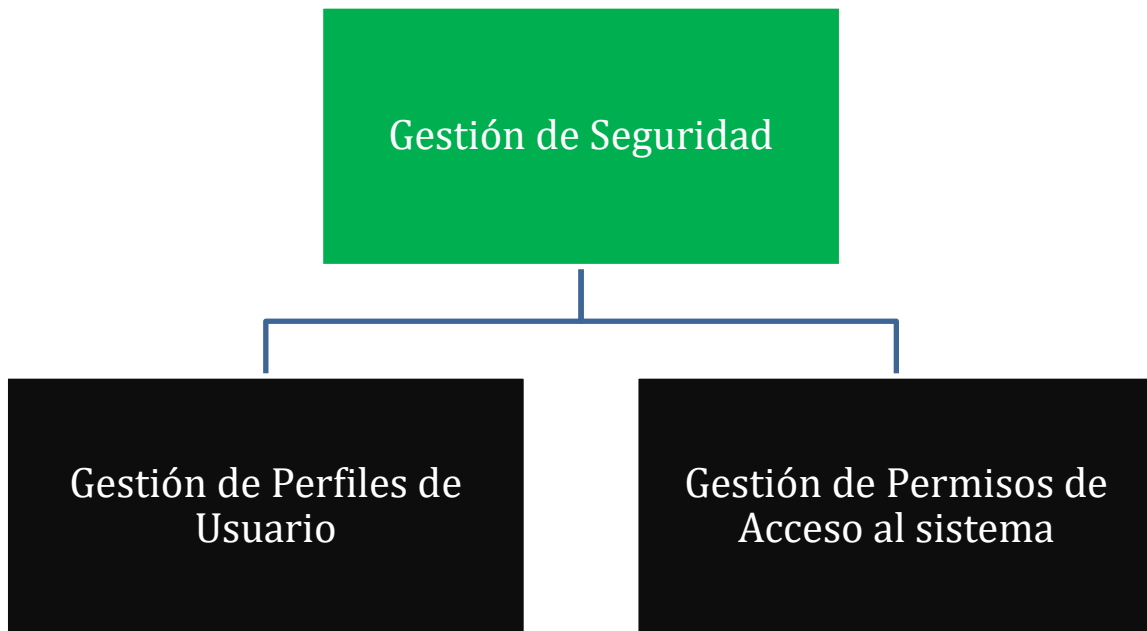 Gestión de Seguridad
Gestión de Perfiles de
Usuario
Gestión de Permisos de
Acceso al sistema